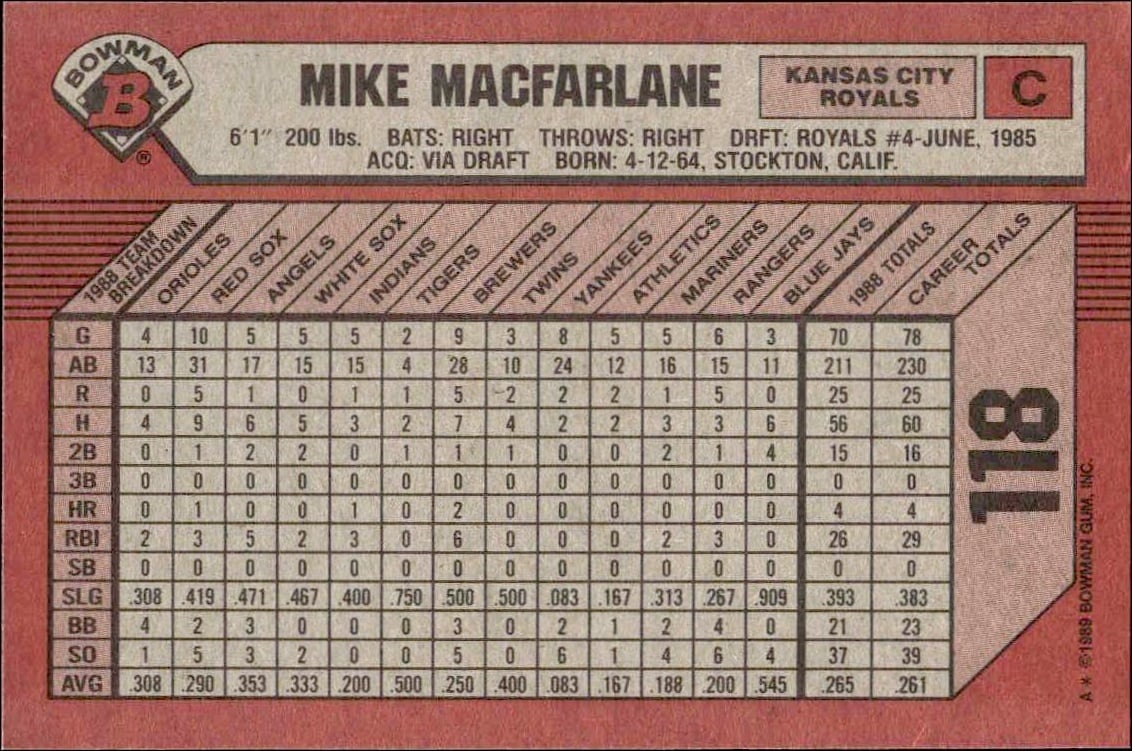 BOWMAN
B
®
MIKE MACFARLANE
KANSAS CITY
ROYALS
C
6'1" 200 lbs. BATS: RIGHT THROWS: RIGHT DRFT: ROYALS #4-JUNE, 1985
ACQ: VIA DRAFT BORN: 4-12-64, STOCKTON, CALIF.
1988 TEAM BREAKDOWN ORIOLES RED SOX ANGELS WHITE SOX INDIANS TIGERS BREWERS TWINS YANKEES ATHLETICS MARINERS RANGERS BLUE JAYS 1988 TOTALS CAREER TOTALS
G 4 10 5 5 5 2 9 3 8 5 5 6 3 70 78
AB 13 31 17 15 15 4 28 10 24 12 16 15 11 211 230
R 0 5 1 0 1 1 5 2 2 2 1 5 0 25 25
H 4 9 6 5 3 2 7 4 2 2 3 3 6 56 60
2B 0 1 2 2 0 1 1 1 0 0 2 1 4 15 16
3B 0 0 0 0 0 0 0 0 0 0 0 0 0 0 0
HR 0 1 0 0 1 0 2 0 0 0 0 0 0 4 4
RBI 2 3 5 2 3 0 6 0 0 0 2 3 0 26 29
SB 0 0 0 0 0 0 0 0 0 0 0 0 0 0 0
SLG .308 .419 .471 .467 .400 .750 .500 .500 .083 .167 .313 .267 .909 .393 .383
BB 4 2 3 0 0 0 3 0 2 1 2 4 0 21 23
SO 1 5 3 2 0 0 5 0 6 1 4 6 4 37 39
AVG .308 .290 .353 .333 .200 .500 .250 .400 .083 .167 .188 .200 .545 .265 .261
118
A * ©1989 BOWMAN GUM, INC.